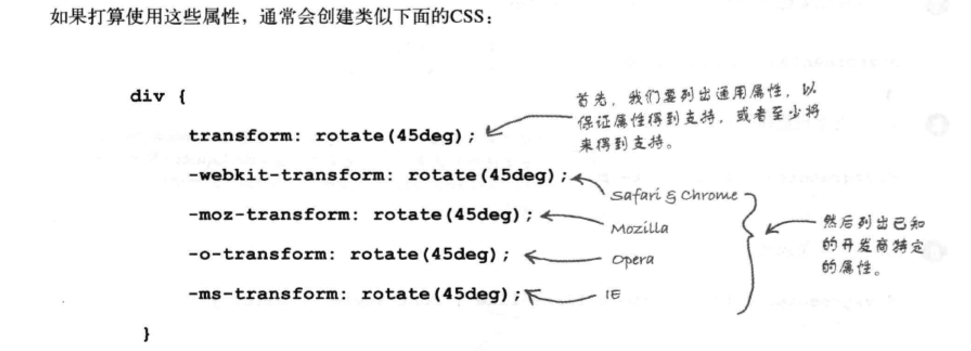 如果打算使用这些属性，通常会创建类似下面的CSS：
div {
transform: rotate(45deg);
首先，我们要列出通用属性，以
保证属性得到支持，或者至少将
来得到支持。
-webkit-transform: rotate(45deg);
Safari & Chrome
-moz-transform: rotate(45deg);
Mozilla
-o-transform: rotate(45deg);
Opera
-ms-transform: rotate(45deg);
IE
然后列出已知
的开发商特定
的属性。
}